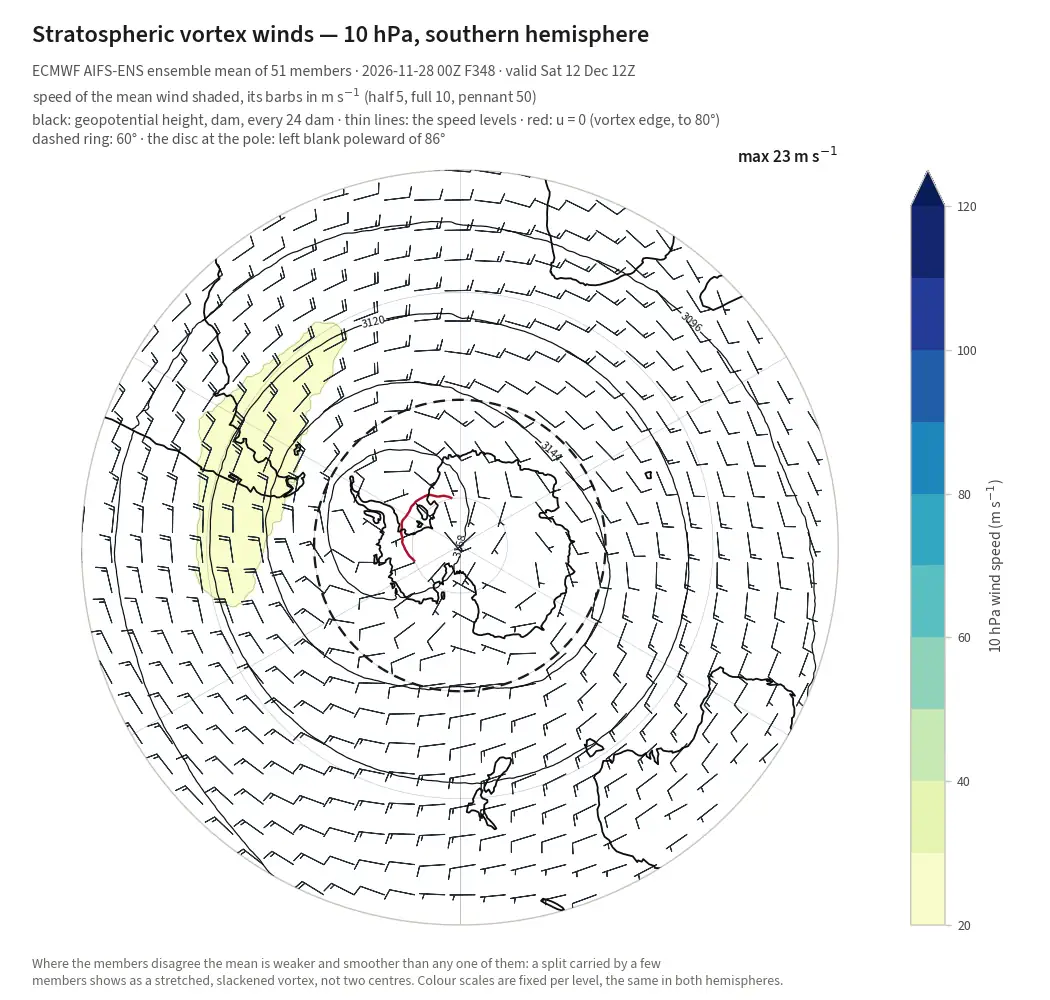 Stratospheric vortex winds — 10 hPa, southern hemisphere
ECMWF AIFS-ENS ensemble mean of 51 members · 2026-11-28 00Z F348 · valid Sat 12 Dec 12Z
speed of the mean wind shaded, its barbs in m s⁻¹ (half 5, full 10, pennant 50)
black: geopotential height, dam, every 24 dam · thin lines: the speed levels · red: u = 0 (vortex edge, to 80°)
dashed ring: 60° · the disc at the pole: left blank poleward of 86°
max 23 m s⁻¹
120
100
80
60
40
20
10 hPa wind speed (m s⁻¹)
3120
3096
3144
3168
Where the members disagree the mean is weaker and smoother than any one of them: a split carried by a few
members shows as a stretched, slackened vortex, not two centres. Colour scales are fixed per level, the same in both hemispheres.